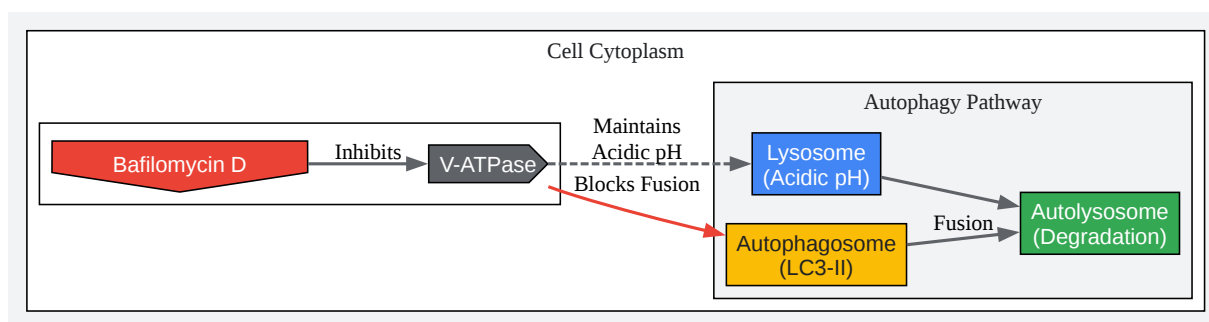 Cell Cytoplasm
Autophagy Pathway
Bafilomycin D
Inhibits
V-ATPase
Maintains
Acidic pH
Blocks Fusion
Lysosome
(Acidic pH)
Autophagosome
(LC3-II)
Fusion
Autolysosome
(Degradation)